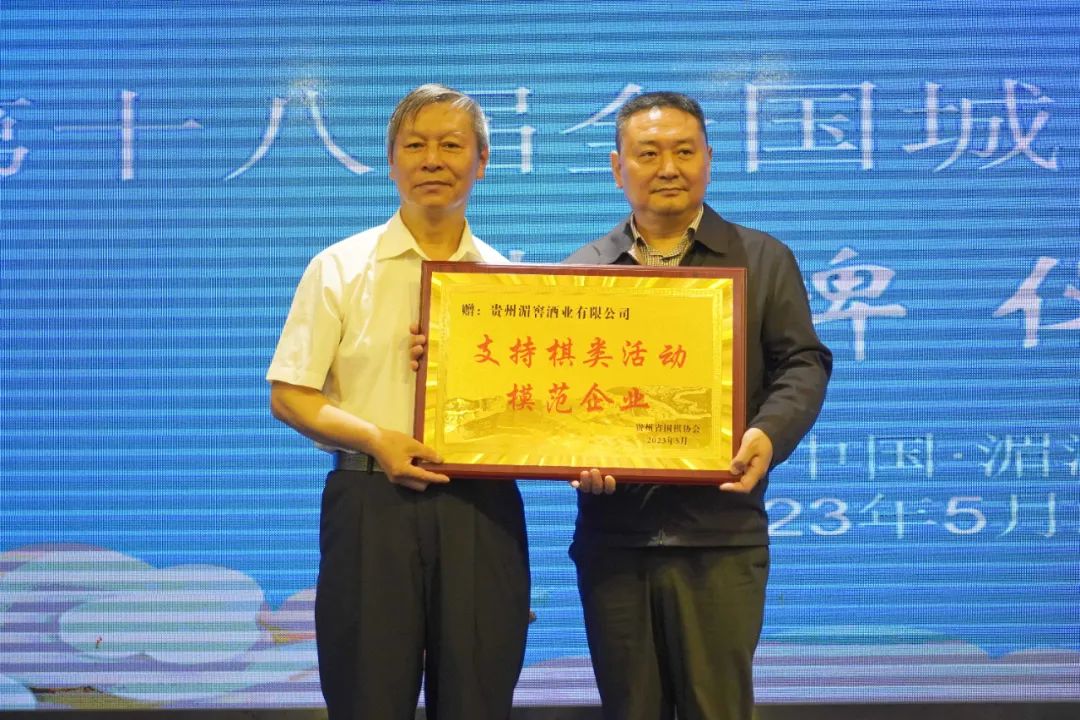 第十八届全国城
牌 仪
中国·湄
23年5月
赠：贵州湄窖酒业有限公司
支持棋类活动
模范企业
贵州省围棋协会
2023年5月